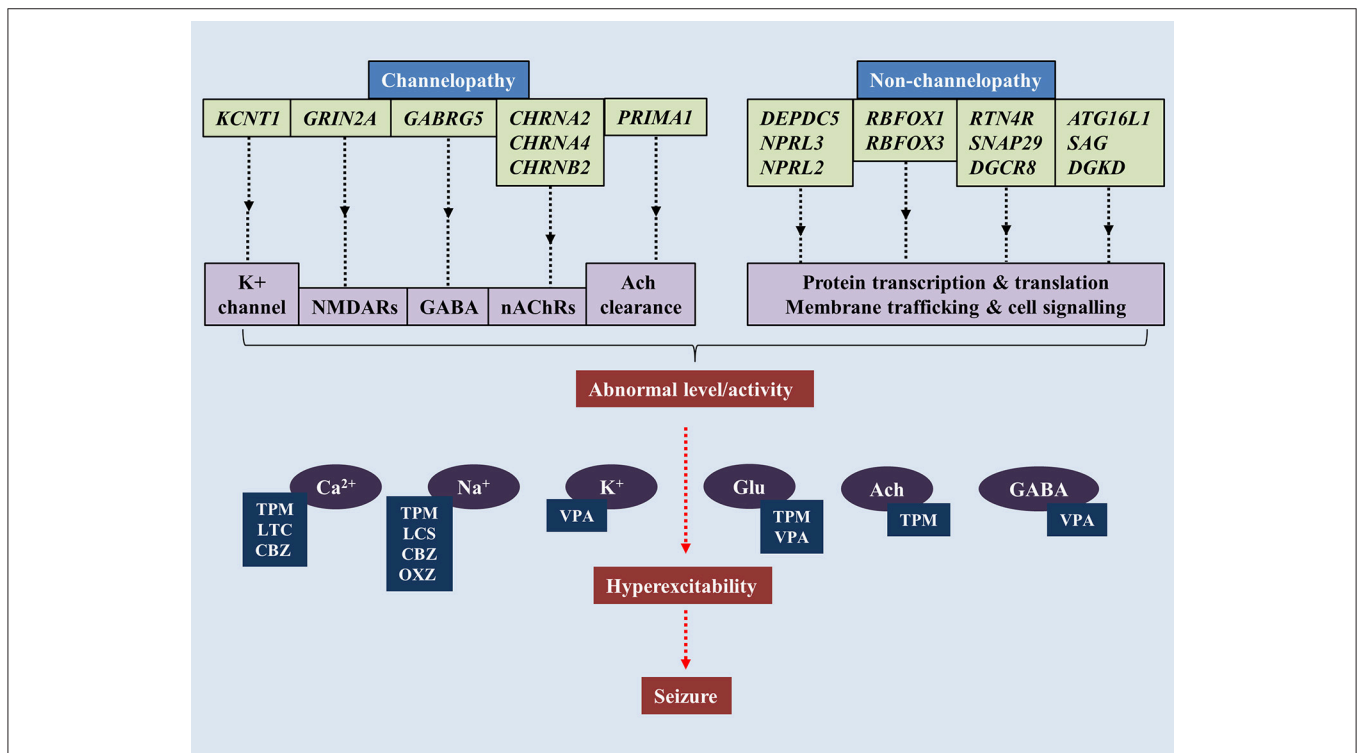 Channelopathy
Non-channelopathy
KCNT1
GRIN2A
GABRG5
CHRNA2
CHRNA4
CHRNB2
PRIMA1
DEPDC5
NPRL3
NPRL2
RBFOX1
RBFOX3
RTN4R
SNAP29
DGCR8
ATG16L1
SAG
DGKD
K+
channel
NMDARs
GABA
nAChRs
Ach
clearance
Protein transcription & translation
Membrane trafficking & cell signalling
Abnormal level/activity
Ca²⁺
TPM
LTC
CBZ
Na⁺
TPM
LCS
CBZ
OXZ
K⁺
VPA
Glu
TPM
VPA
Ach
TPM
GABA
VPA
Hyperexcitability
Seizure